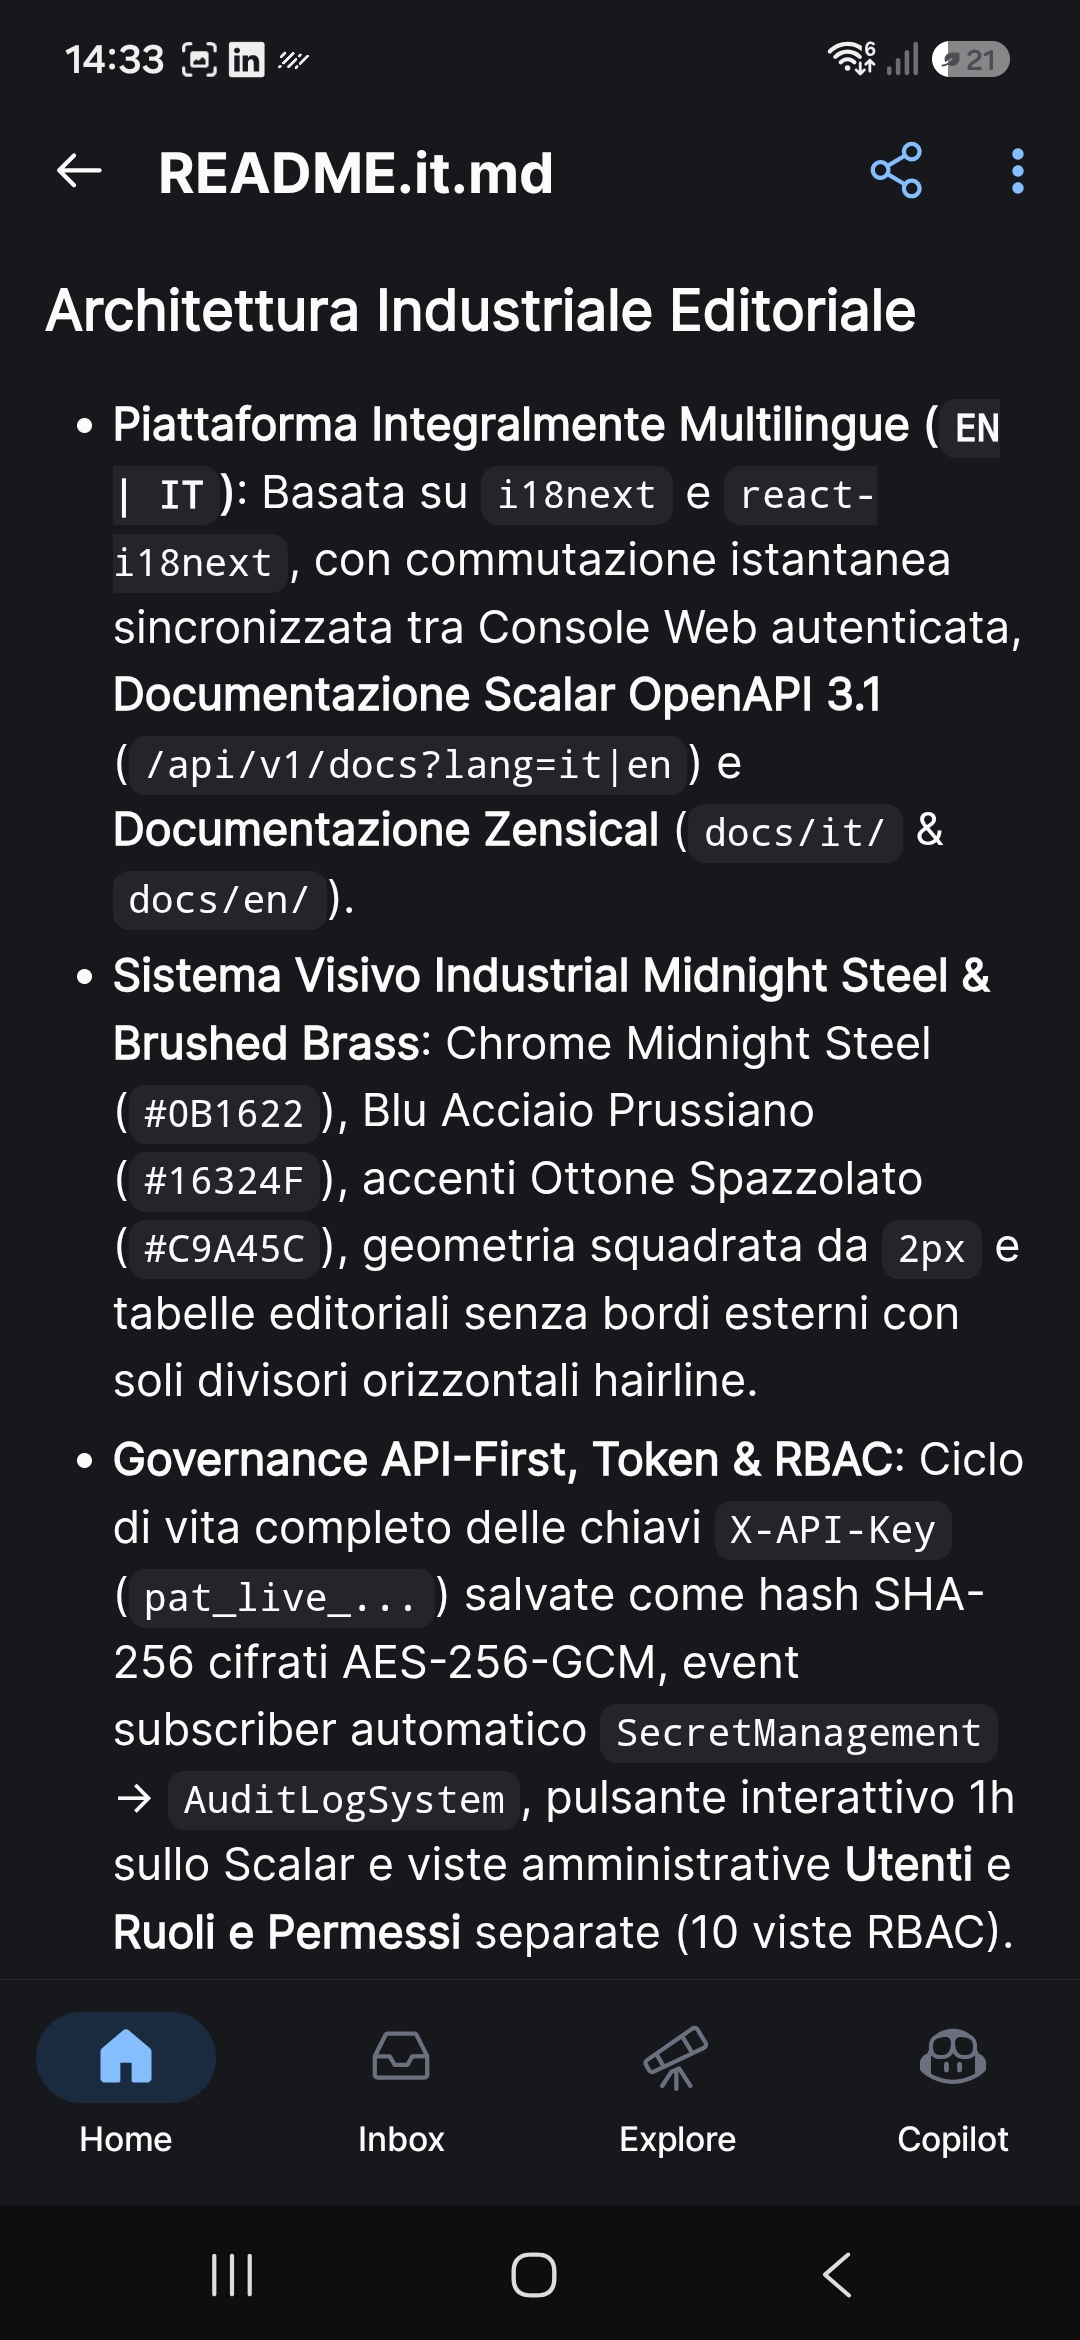 14:33
6
21
README.it.md
Architettura Industriale Editoriale
• Piattaforma Integralmente Multilingue (EN
| IT): Basata su i18next e react-
i18next, con commutazione istantanea
sincronizzata tra Console Web autenticata,
Documentazione Scalar OpenAPI 3.1
(/api/v1/docs?lang=it|en) e
Documentazione Zensical (docs/it/ &
docs/en/).
• Sistema Visivo Industrial Midnight Steel &
Brushed Brass: Chrome Midnight Steel
(#0B1622), Blu Acciaio Prussiano
(#16324F), accenti Ottone Spazzolato
(#C9A45C), geometria squadrata da 2px e
tabelle editoriali senza bordi esterni con
soli divisori orizzontali hairline.
• Governance API-First, Token & RBAC: Ciclo
di vita completo delle chiavi X-API-Key
(pat_live_...) salvate come hash SHA-
256 cifrati AES-256-GCM, event
subscriber automatico SecretManagement
→ AuditLogSystem, pulsante interattivo 1h
sullo Scalar e viste amministrative Utenti e
Ruoli e Permessi separate (10 viste RBAC).
Home
Inbox
Explore
Copilot